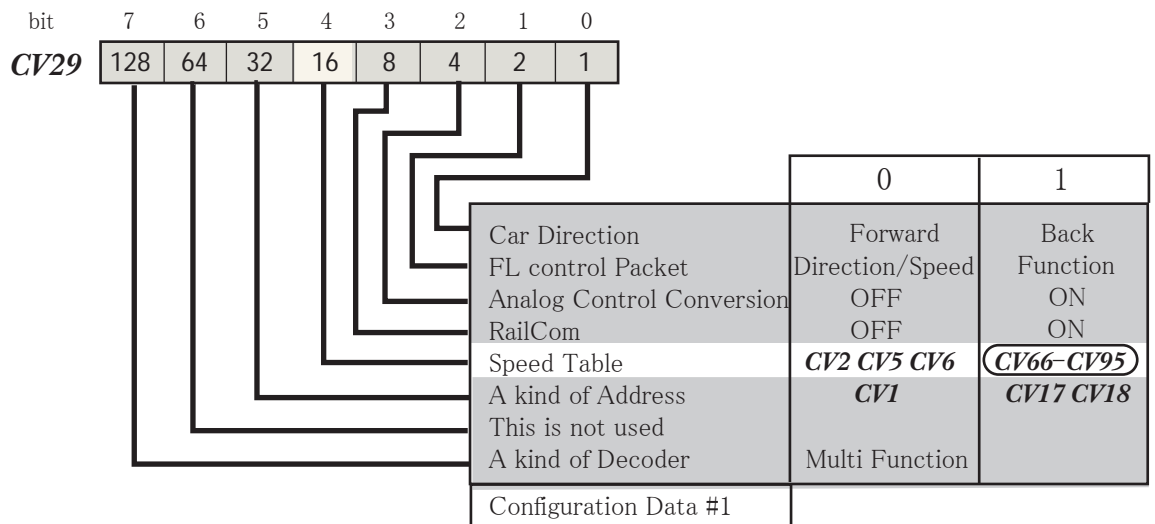 bit 7 6 5 4 3 2 1 0
CV29 128 64 32 16 8 4 2 1
0 1
Car Direction Forward Back
FL control Packet Direction/Speed Function
Analog Control Conversion OFF ON
RailCom OFF ON
Speed Table CV2 CV5 CV6 CV66-CV95
A kind of Address CV1 CV17 CV18
This is not used
A kind of Decoder Multi Function
Configuration Data #1